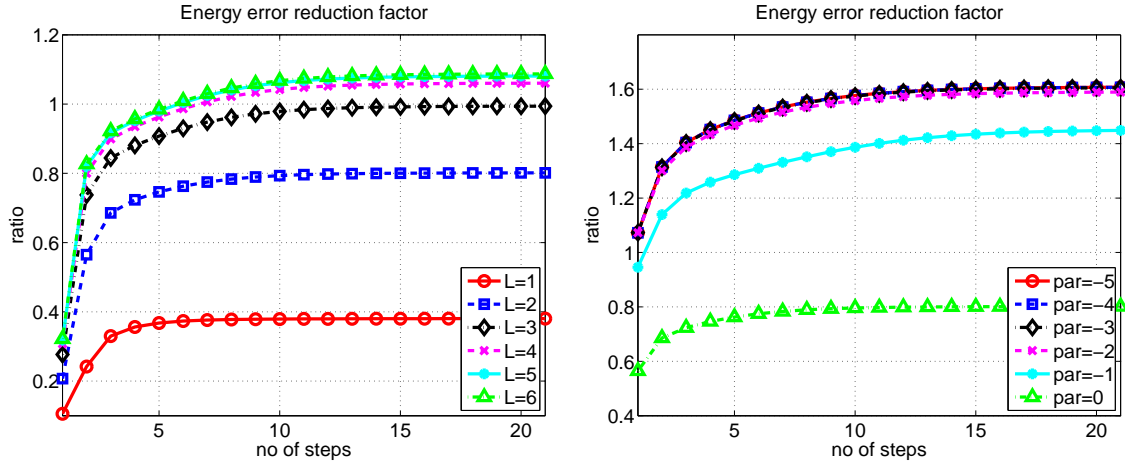 Energy error reduction factor
1.2
1
0.8
0.6
0.4
0.2
ratio
5
10
15
20
no of steps
L=1
L=2
L=3
L=4
L=5
L=6
Energy error reduction factor
1.6
1.4
1.2
1
0.8
0.6
0.4
ratio
5
10
15
20
no of steps
par=−5
par=−4
par=−3
par=−2
par=−1
par=0